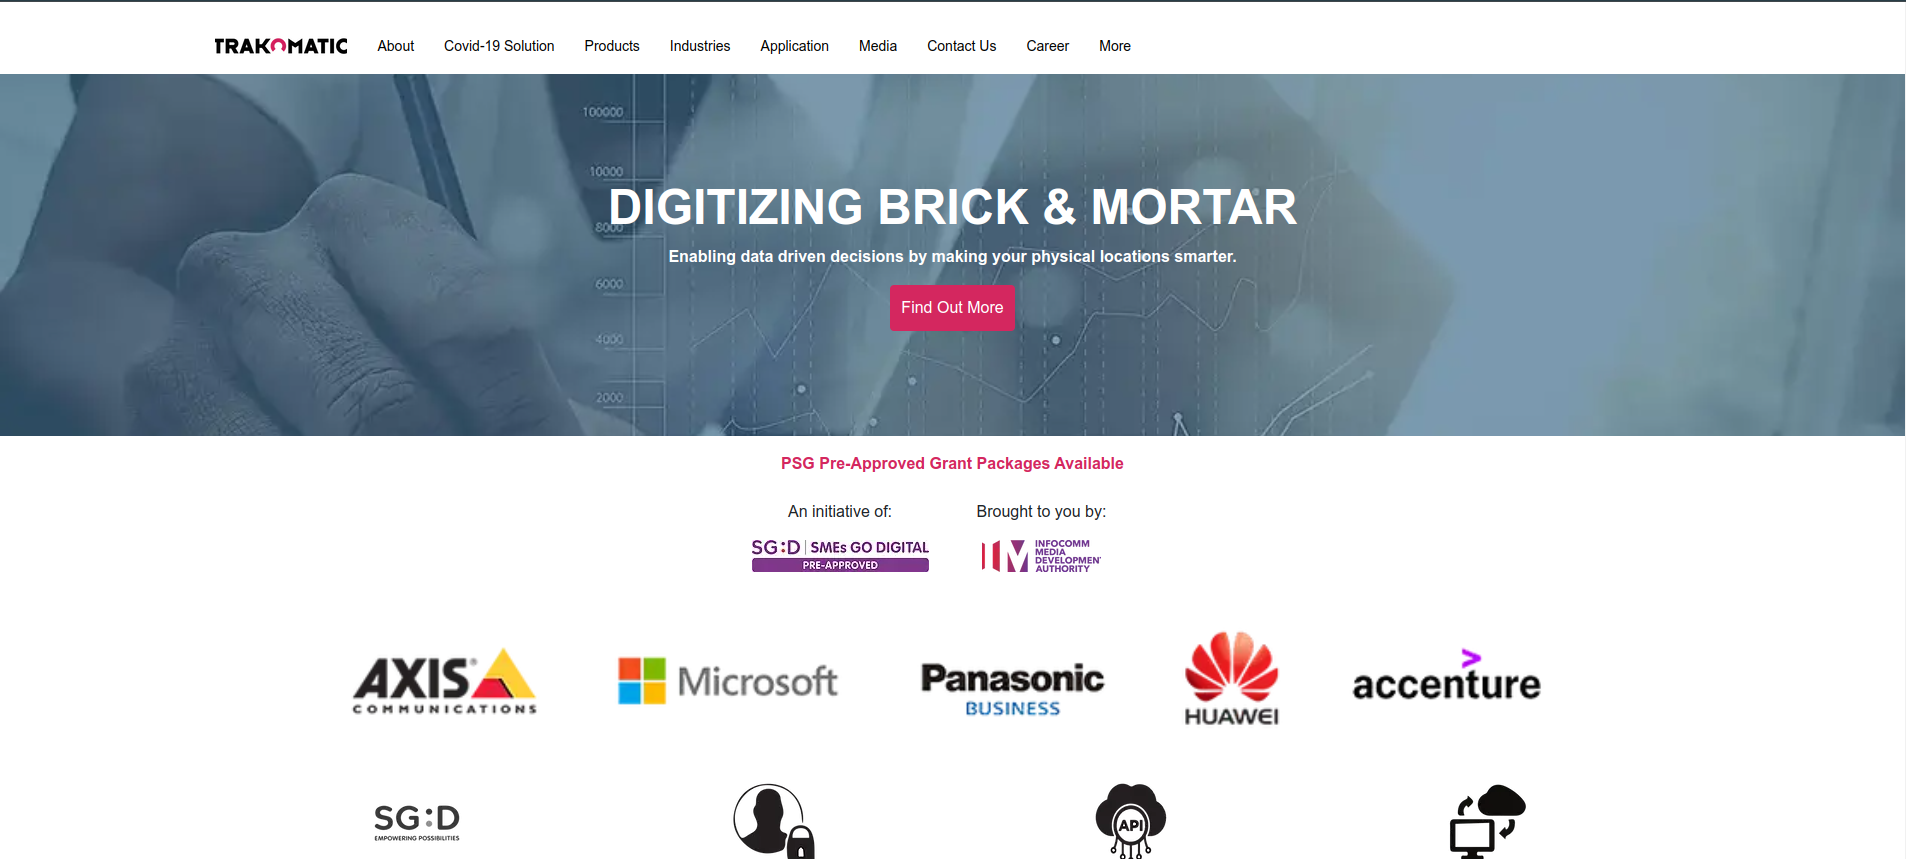 TRAKOMATIC About Covid-19 Solution Products Industries Application Media Contact Us Career More
100000
10000
8000
6000
4000
2000
DIGITIZING BRICK & MORTAR
Enabling data driven decisions by making your physical locations smarter.
Find Out More
PSG Pre-Approved Grant Packages Available
An initiative of:
SG:D | SMEs GO DIGITAL
PRE-APPROVED
Brought to you by:
INFOCOMM
MEDIA
DEVELOPMENT
AUTHORITY
AXIS
COMMUNICATIONS
Microsoft
Panasonic
BUSINESS
HUAWEI
accenture
SG:D
EMPOWERING POSSIBILITIES
API